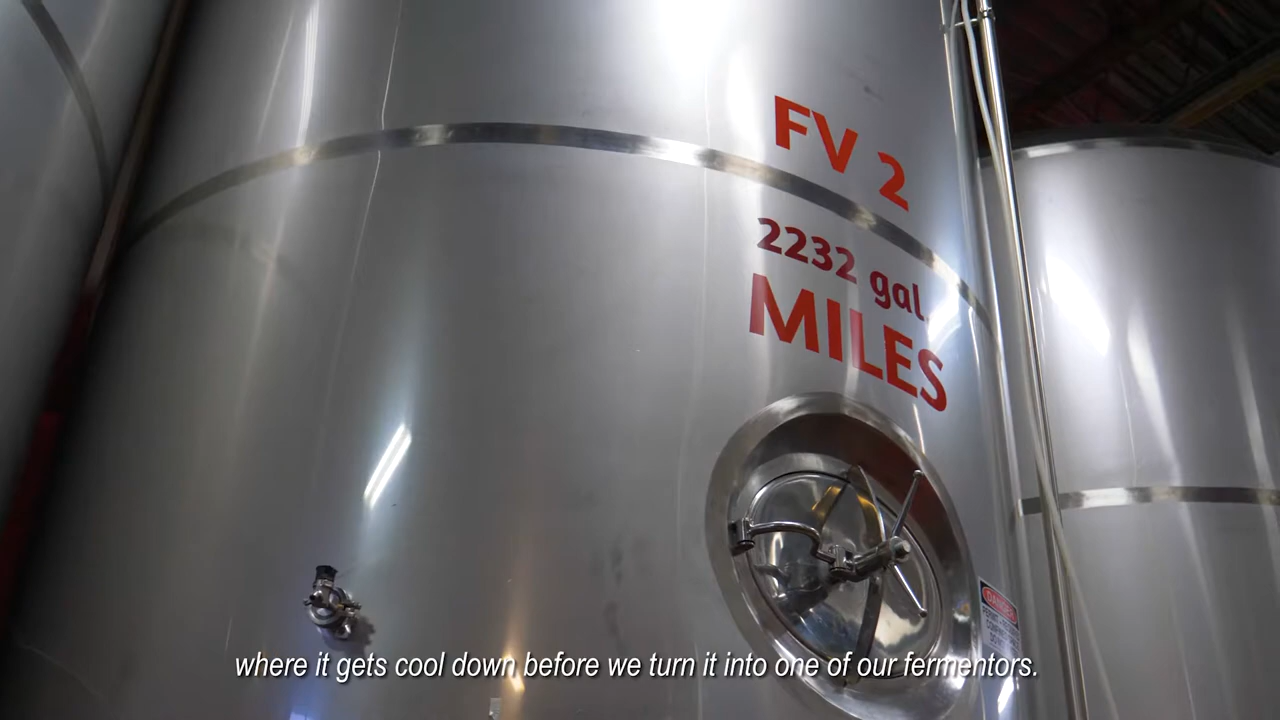 FV 2
2232 gal.
MILES
DANGER
where it gets cool down before we turn it into one of our fermentors.